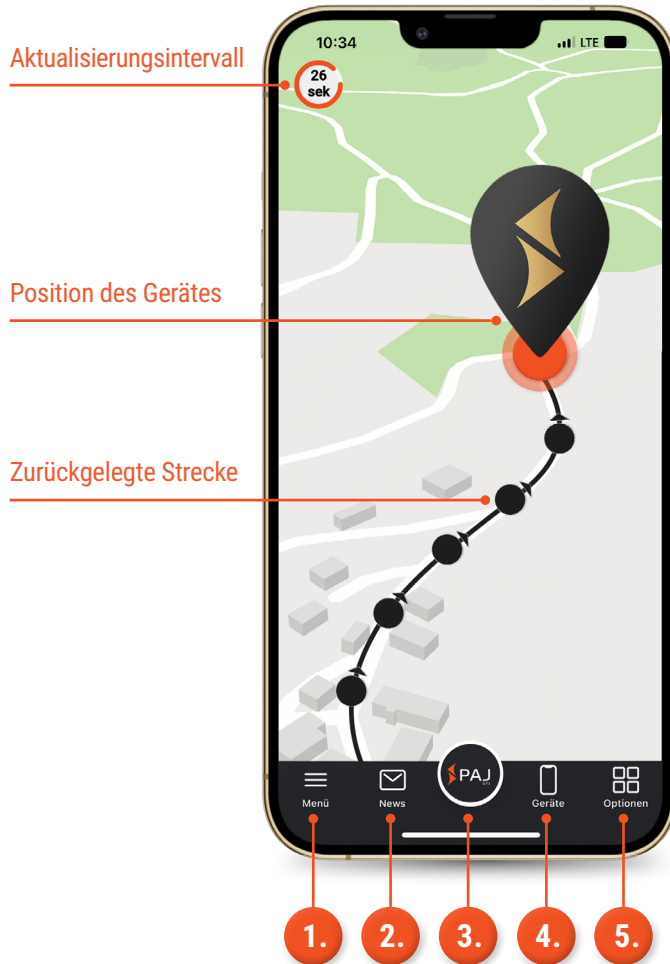 10:34
LTE
Aktualisierungsintervall
26
sek
Position des Gerätes
Zurückgelegte Strecke
PAJ
Menü
News
Geräte
Optionen
1.
2.
3.
4.
5.